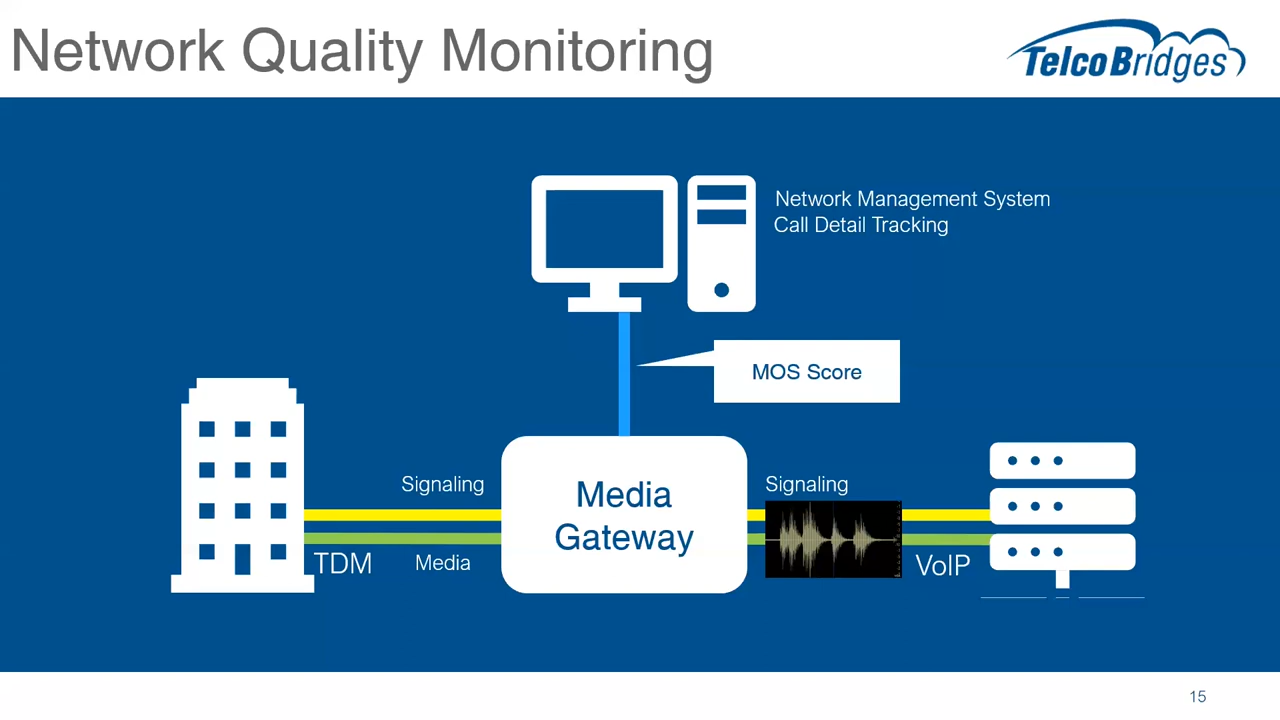 Network Quality Monitoring
TelcoBridges
Network Management System
Call Detail Tracking
MOS Score
Signaling
Media
Gateway
Signaling
TDM
Media
VoIP
15